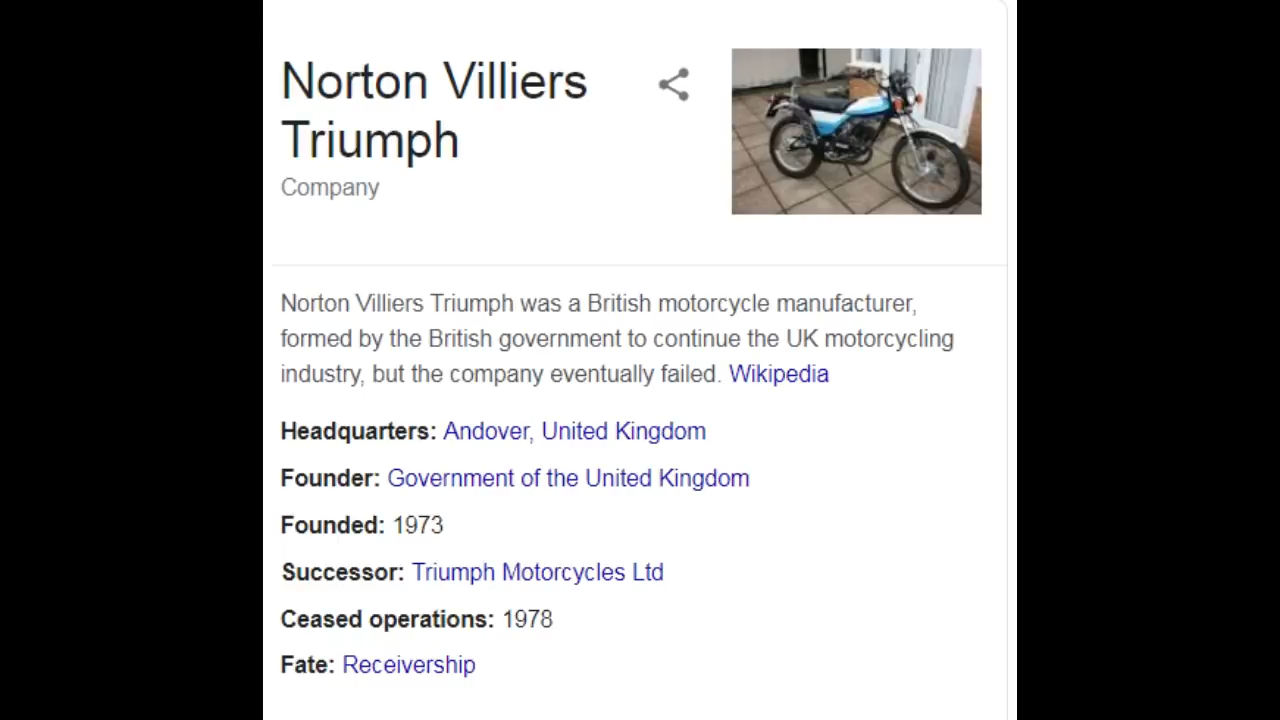 Norton Villiers
Triumph
Company
Norton Villiers Triumph was a British motorcycle manufacturer,
formed by the British government to continue the UK motorcycling
industry, but the company eventually failed. Wikipedia
Headquarters: Andover, United Kingdom
Founder: Government of the United Kingdom
Founded: 1973
Successor: Triumph Motorcycles Ltd
Ceased operations: 1978
Fate: Receivership